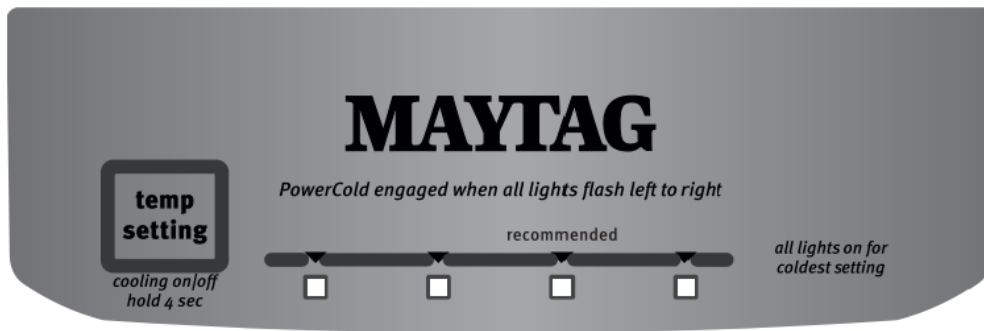 MAYTAG
PowerCold engaged when all lights flash left to right
temp
setting
cooling on/off
hold 4 sec
recommended
all lights on for
coldest setting